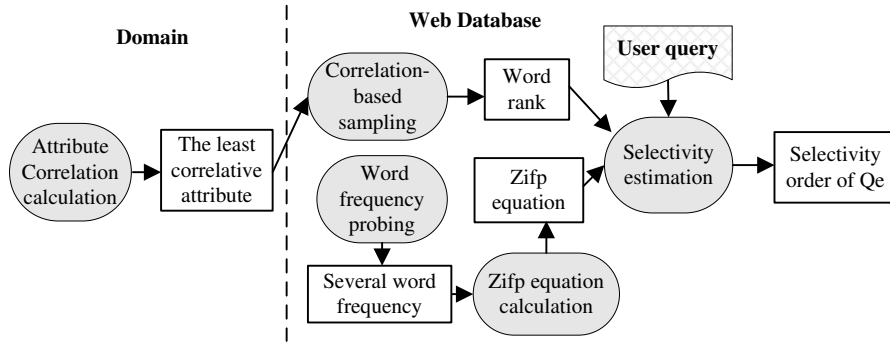 Domain
Web Database
Attribute
Correlation
calculation
The least
correlative
attribute
Correlation-
based
sampling
Word
rank
User query
Word
frequency
probing
Several word
frequency
Zifp
equation
Zifp equation
calculation
Selectivity
estimation
Selectivity
order of Qe